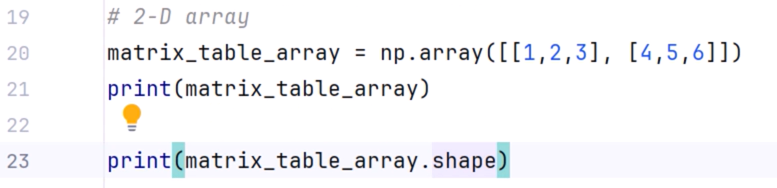 19 # 2-D array
20 matrix_table_array = np.array([[1,2,3], [4,5,6]])
21 print(matrix_table_array)
22
23 print(matrix_table_array.shape)